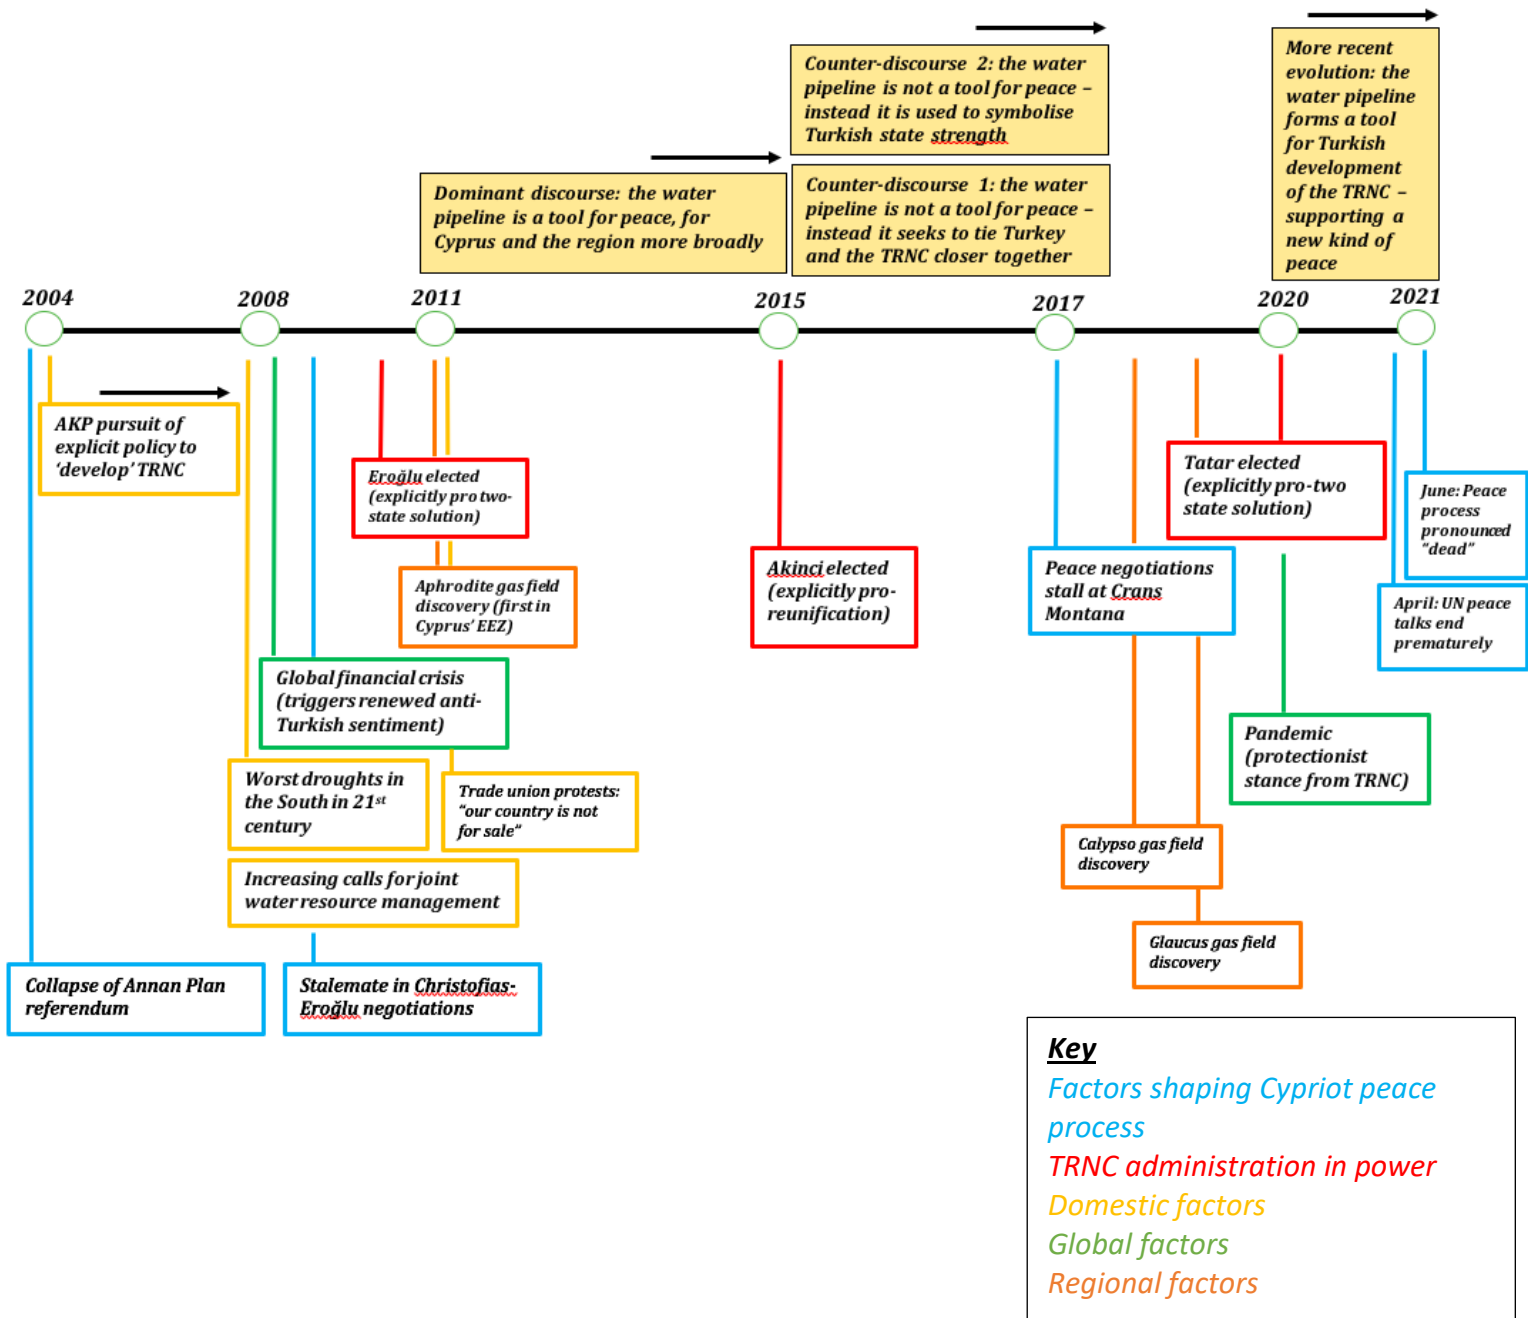 More recent
evolution: the
water pipeline
forms a tool
for Turkish
development
of the TRNC –
supporting a
new kind of
peace
Counter-discourse 2: the water
pipeline is not a tool for peace –
instead it is used to symbolise
Turkish state strength
Counter-discourse 1: the water
pipeline is not a tool for peace –
instead it seeks to tie Turkey
and the TRNC closer together
Dominant discourse: the water
pipeline is a tool for peace, for
Cyprus and the region more broadly
2004
2008
2011
2015
2017
2020
2021
AKP pursuit of
explicit policy to
‘develop’ TRNC
Eroğlu elected
(explicitly pro two-
state solution)
Aphrodite gas field
discovery (first in
Cyprus’ EEZ)
Global financial crisis
(triggers renewed anti-
Turkish sentiment)
Worst droughts in
the South in 21st
century
Trade union protests:
“our country is not
for sale”
Increasing calls for joint
water resource management
Collapse of Annan Plan
referendum
Stalemate in Christofias-
Eroğlu negotiations
Akinci elected
(explicitly pro-
reunification)
Peace negotiations
stall at Crans
Montana
Tatar elected
(explicitly pro-two
state solution)
June: Peace
process
pronounced
“dead”
April: UN peace
talks end
prematurely
Pandemic
(protectionist
stance from TRNC)
Calypso gas field
discovery
Glaucus gas field
discovery
Key
Factors shaping Cypriot peace
process
TRNC administration in power
Domestic factors
Global factors
Regional factors